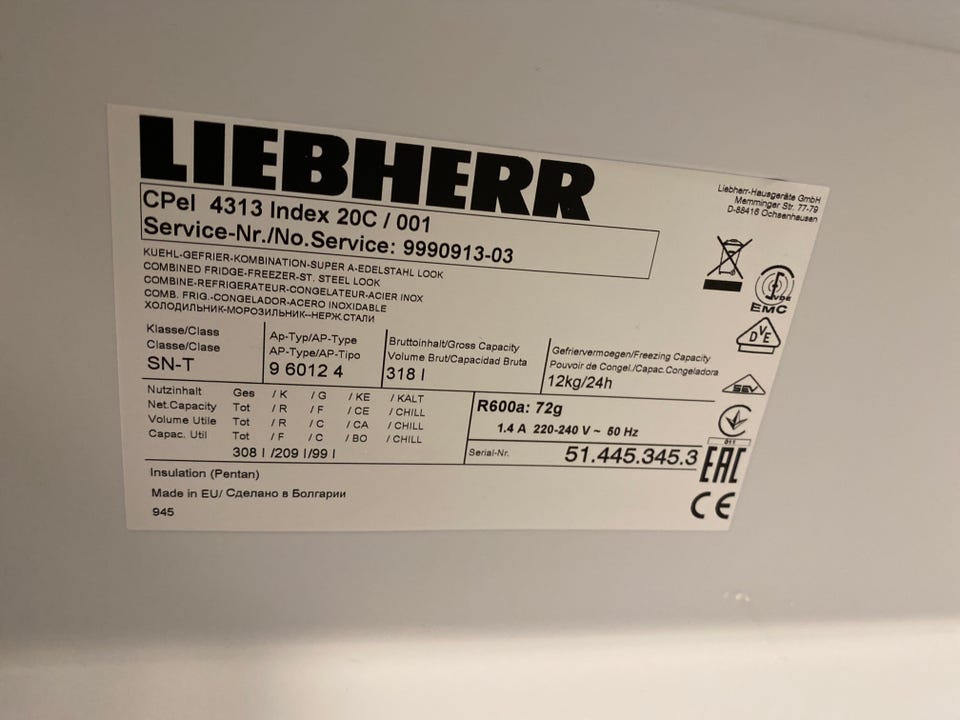 LIEBHERR
Liebherr-Hausgeräte GmbH
Memminger Str. 77-79
D-88416 Ochsenhausen
CPel 4313 Index 20C / 001
Service-Nr./No.Service: 9990913-03
KUEHL-GEFRIER-KOMBINATION-SUPER A-EDELSTAHL LOOK
COMBINED FRIDGE-FREEZER-ST. STEEL LOOK
COMBINE-REFRIGERATEUR-CONGELATEUR-ACIER INOX
COMB. FRIG.-CONGELADOR-ACERO INOXIDABLE
ХОЛОДИЛЬНИК-МОРОЗИЛЬНИК--НЕРЖ.СТАЛИ
VDE
EMC
DVE
SEV
011
EAC
CE
Klasse/Class
Classe/Clase
SN-T
Ap-Typ/AP-Type
AP-Type/AP-Tipo
9 6012 4
Bruttoinhalt/Gross Capacity
Volume Brut/Capacidad Bruta
318 l
Gefriervermoegen/Freezing Capacity
Pouvoir de Congel./Capac.Congeladora
12kg/24h
Nutzinhalt Ges / K / G / KE / KALT
Net.Capacity Tot / R / F / CE / CHILL
Volume Utile Tot / R / C / CA / CHILL
Capac. Util Tot / F / C / BO / CHILL
308 l /209 l /99 l
R600a: 72g
1.4 A 220-240 V ~ 50 Hz
Serial-Nr. 51.445.345.3
Insulation (Pentan)
Made in EU/ Сделано в Болгарии
945